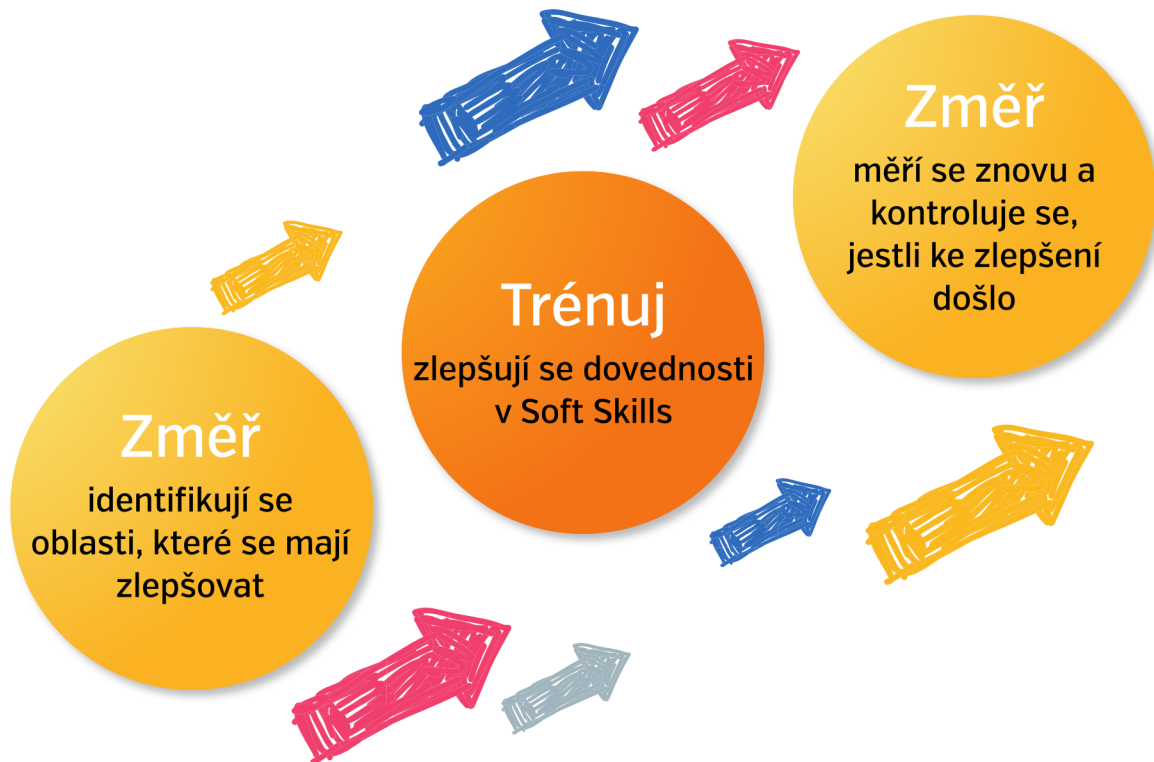 Změř
identifikují se
oblasti, které se mají
zlepšovat
Trénuj
zlepšují se dovednosti
v Soft Skills
Změř
měří se znovu a
kontroluje se,
jestli ke zlepšení
došlo